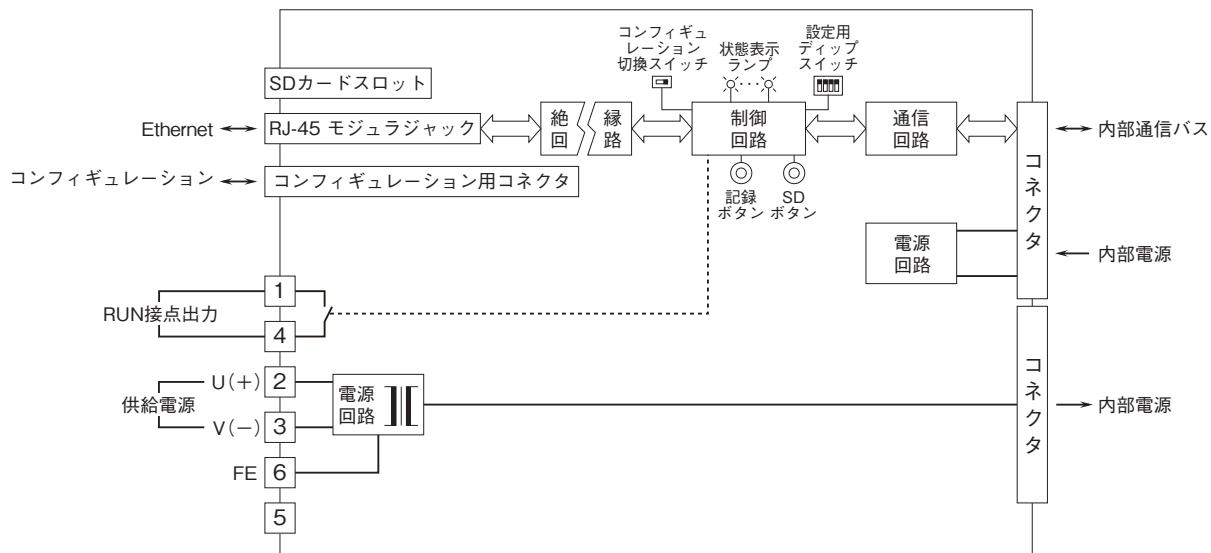 コンフィギュ
レーション
切換スイッチ
状態表示
ランプ
設定用
ディップ
スイッチ
SDカードスロット
Ethernet
RJ-45 モジュラジャック
絶
回
縁
路
制御
回路
通信
回路
コネクタ
内部通信バス
コンフィギュレーション
コンフィギュレーション用コネクタ
記録
ボタン
SD
ボタン
電源
回路
内部電源
1
RUN接点出力
4
コネクタ
供給電源
U(+)
2
電源
回路
V(−)
3
内部電源
FE
6
5